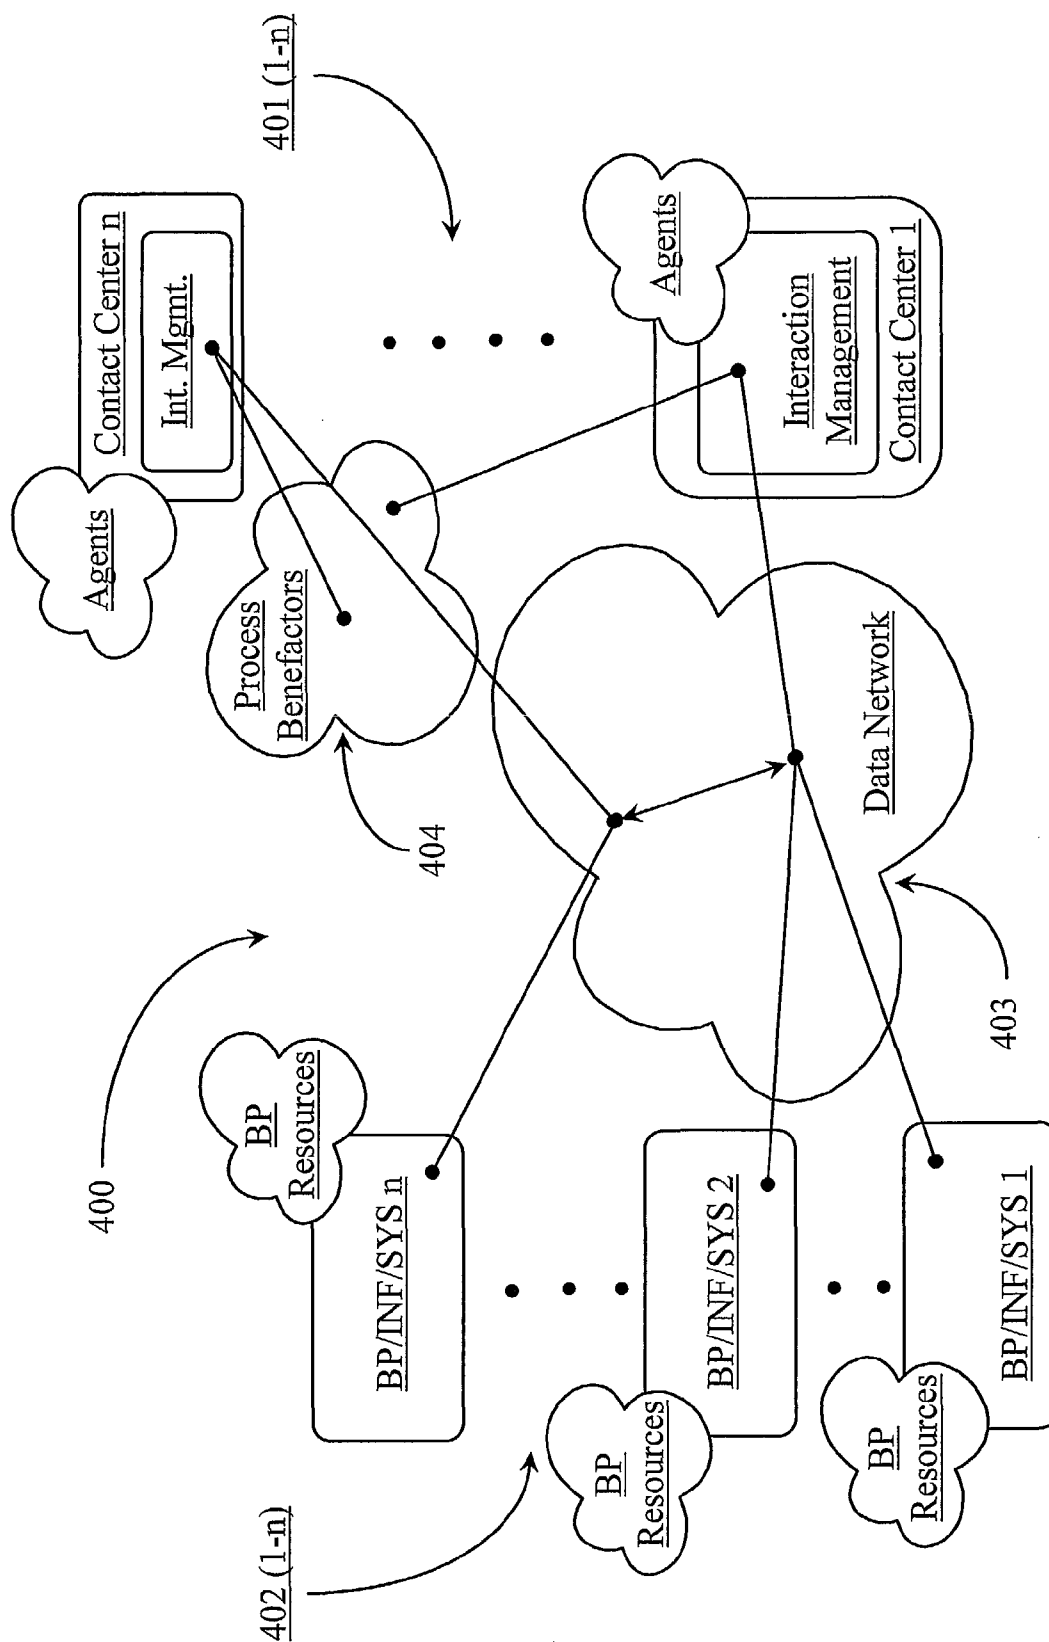 400
BP
Resources
BP/INF/SYS n
402 (1-n)
BP
Resources
BP/INF/SYS 2
BP
Resources
BP/INF/SYS 1
Agents
Contact Center n
Int. Mgmt.
401 (1-n)
Process
Benefactors
404
Agents
Interaction
Management
Contact Center 1
Data Network
403